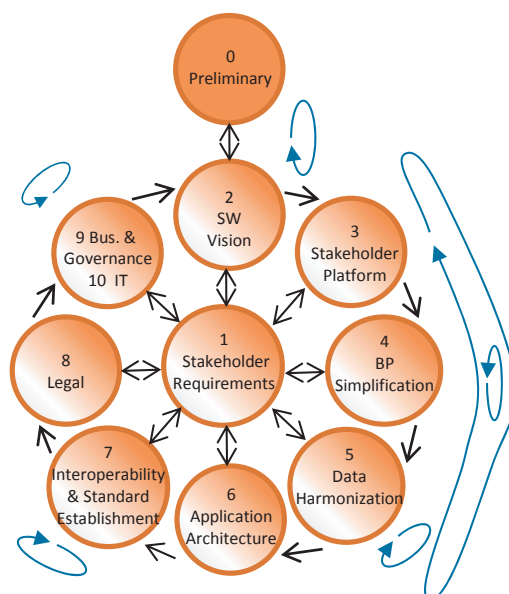 0
Preliminary
2
SW
Vision
3
Stakeholder
Platform
9 Bus. &
Governance
10 IT
1
Stakeholder
Requirements
4
BP
Simplification
8
Legal
5
Data
Harmonization
7
Interoperability
& Standard
Establishment
6
Application
Architecture